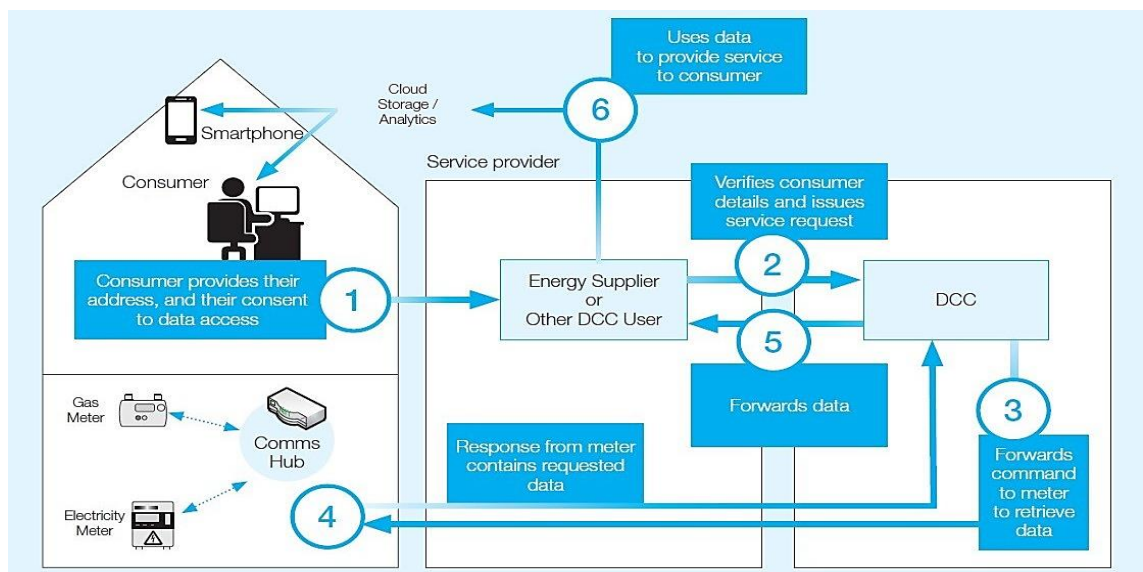 Uses data
to provide service
to consumer
6
Cloud
Storage /
Analytics
Smartphone
Consumer
Service provider
Verifies consumer
details and issues
service request
2
Consumer provides their
address, and their consent
to data access
1
Energy Supplier
or
Other DCC User
DCC
5
Forwards data
3
Forwards
command
to meter
to retrieve
data
Gas
Meter
Comms
Hub
Electricity
Meter
4
Response from meter
contains requested
data